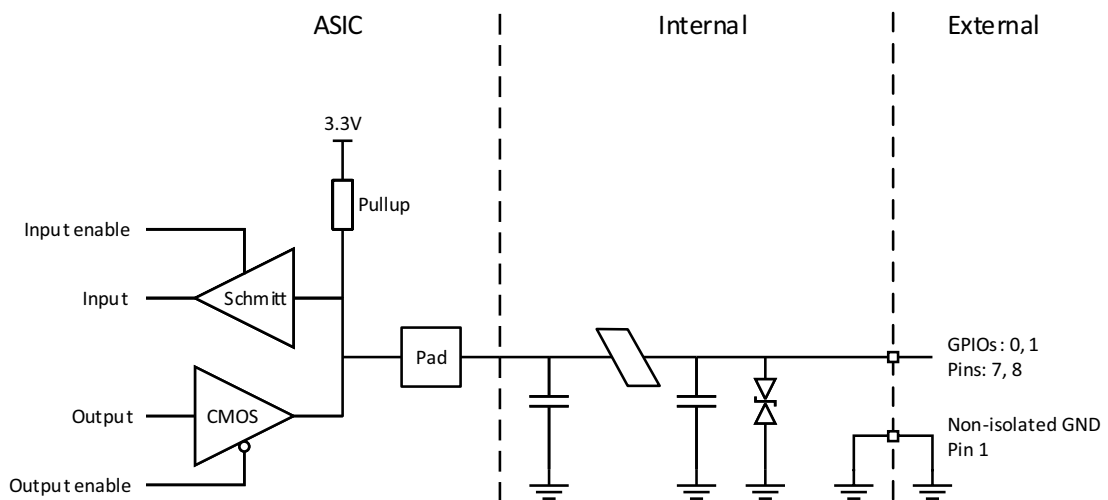 ASIC
Internal
External
3.3V
Pullup
Input enable
Schmitt
Input
Pad
GPIOs: 0, 1
Pins: 7, 8
CMOS
Output
Non-isolated GND
Pin 1
Output enable